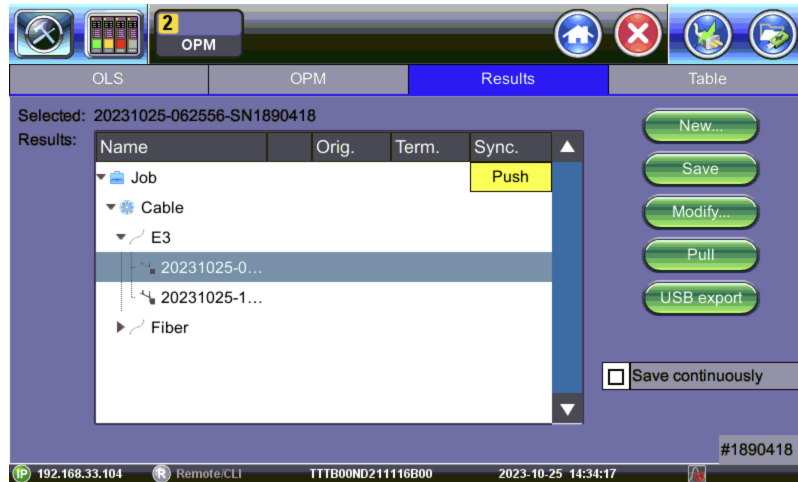 2
OPM
OLS OPM Results Table
Selected: 20231025-062556-SN1890418
Results:
Name Orig. Term. Sync.
Job Push
Cable
E3
20231025-0...
20231025-1...
Fiber
New...
Save
Modify...
Pull
USB export
Save continuously
#1890418
IP 192.168.33.104 R Remote/CLI TTTB00ND211116B00 2023-10-25 14:34:17